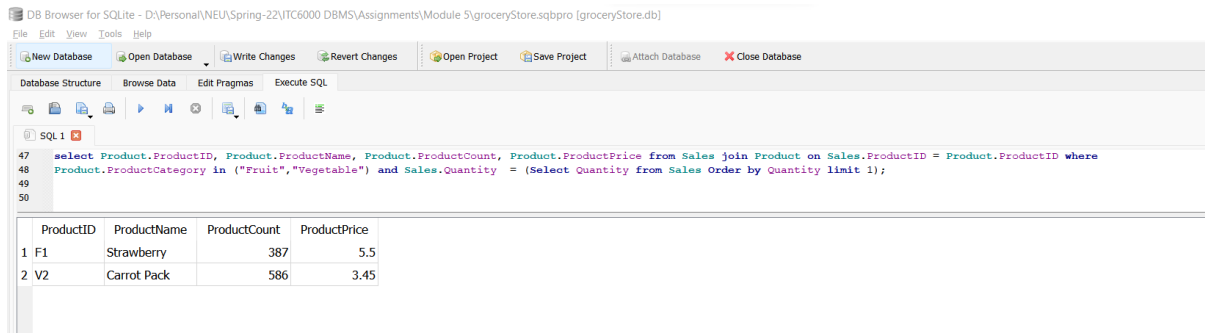 DB Browser for SQLite - D:\Personal\NEU\Spring-22\ITC6000 DBMS\Assignments\Module 5\groceryStore.sqbpro [groceryStore.db]
File Edit View Tools Help
New Database Open Database Write Changes Revert Changes Open Project Save Project Attach Database Close Database
Database Structure Browse Data Edit Pragmas Execute SQL
SQL 1
47 select Product.ProductID, Product.ProductName, Product.ProductCount, Product.ProductPrice from Sales join Product on Sales.ProductID = Product.ProductID where
48 Product.ProductCategory in ("Fruit","Vegetable") and Sales.Quantity = (Select Quantity from Sales Order by Quantity limit 1);
49
50
ProductID ProductName ProductCount ProductPrice
1 F1 Strawberry 387 5.5
2 V2 Carrot Pack 586 3.45